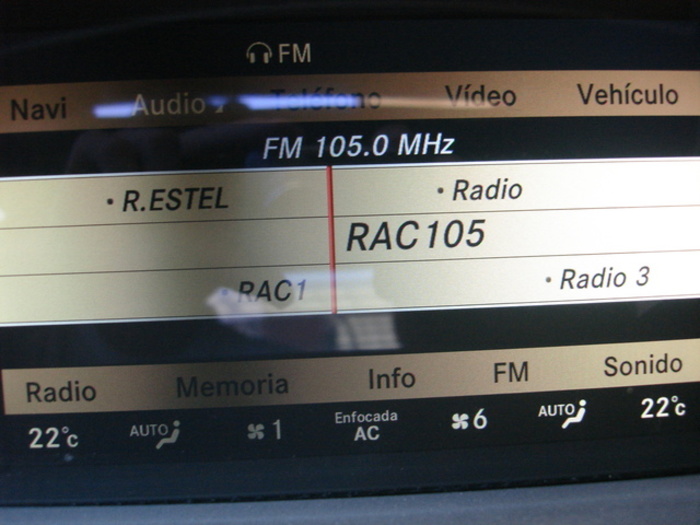 FM
Navi Audio Teléfono Vídeo Vehículo
FM 105.0 MHz
R.ESTEL Radio
RAC105
RAC1 Radio 3
Radio Memoria Info FM Sonido
22°c AUTO 1 Enfocada AC 6 AUTO 22°c